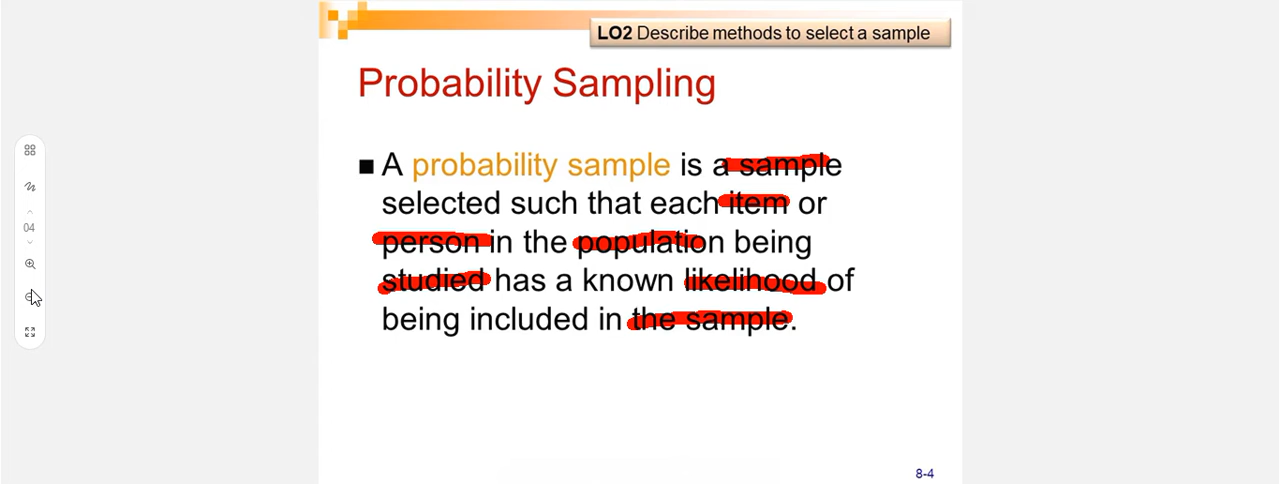 LO2 Describe methods to select a sample
Probability Sampling
■ A probability sample is a sample
selected such that each item or
person in the population being
studied has a known likelihood of
being included in the sample.
04
8-4